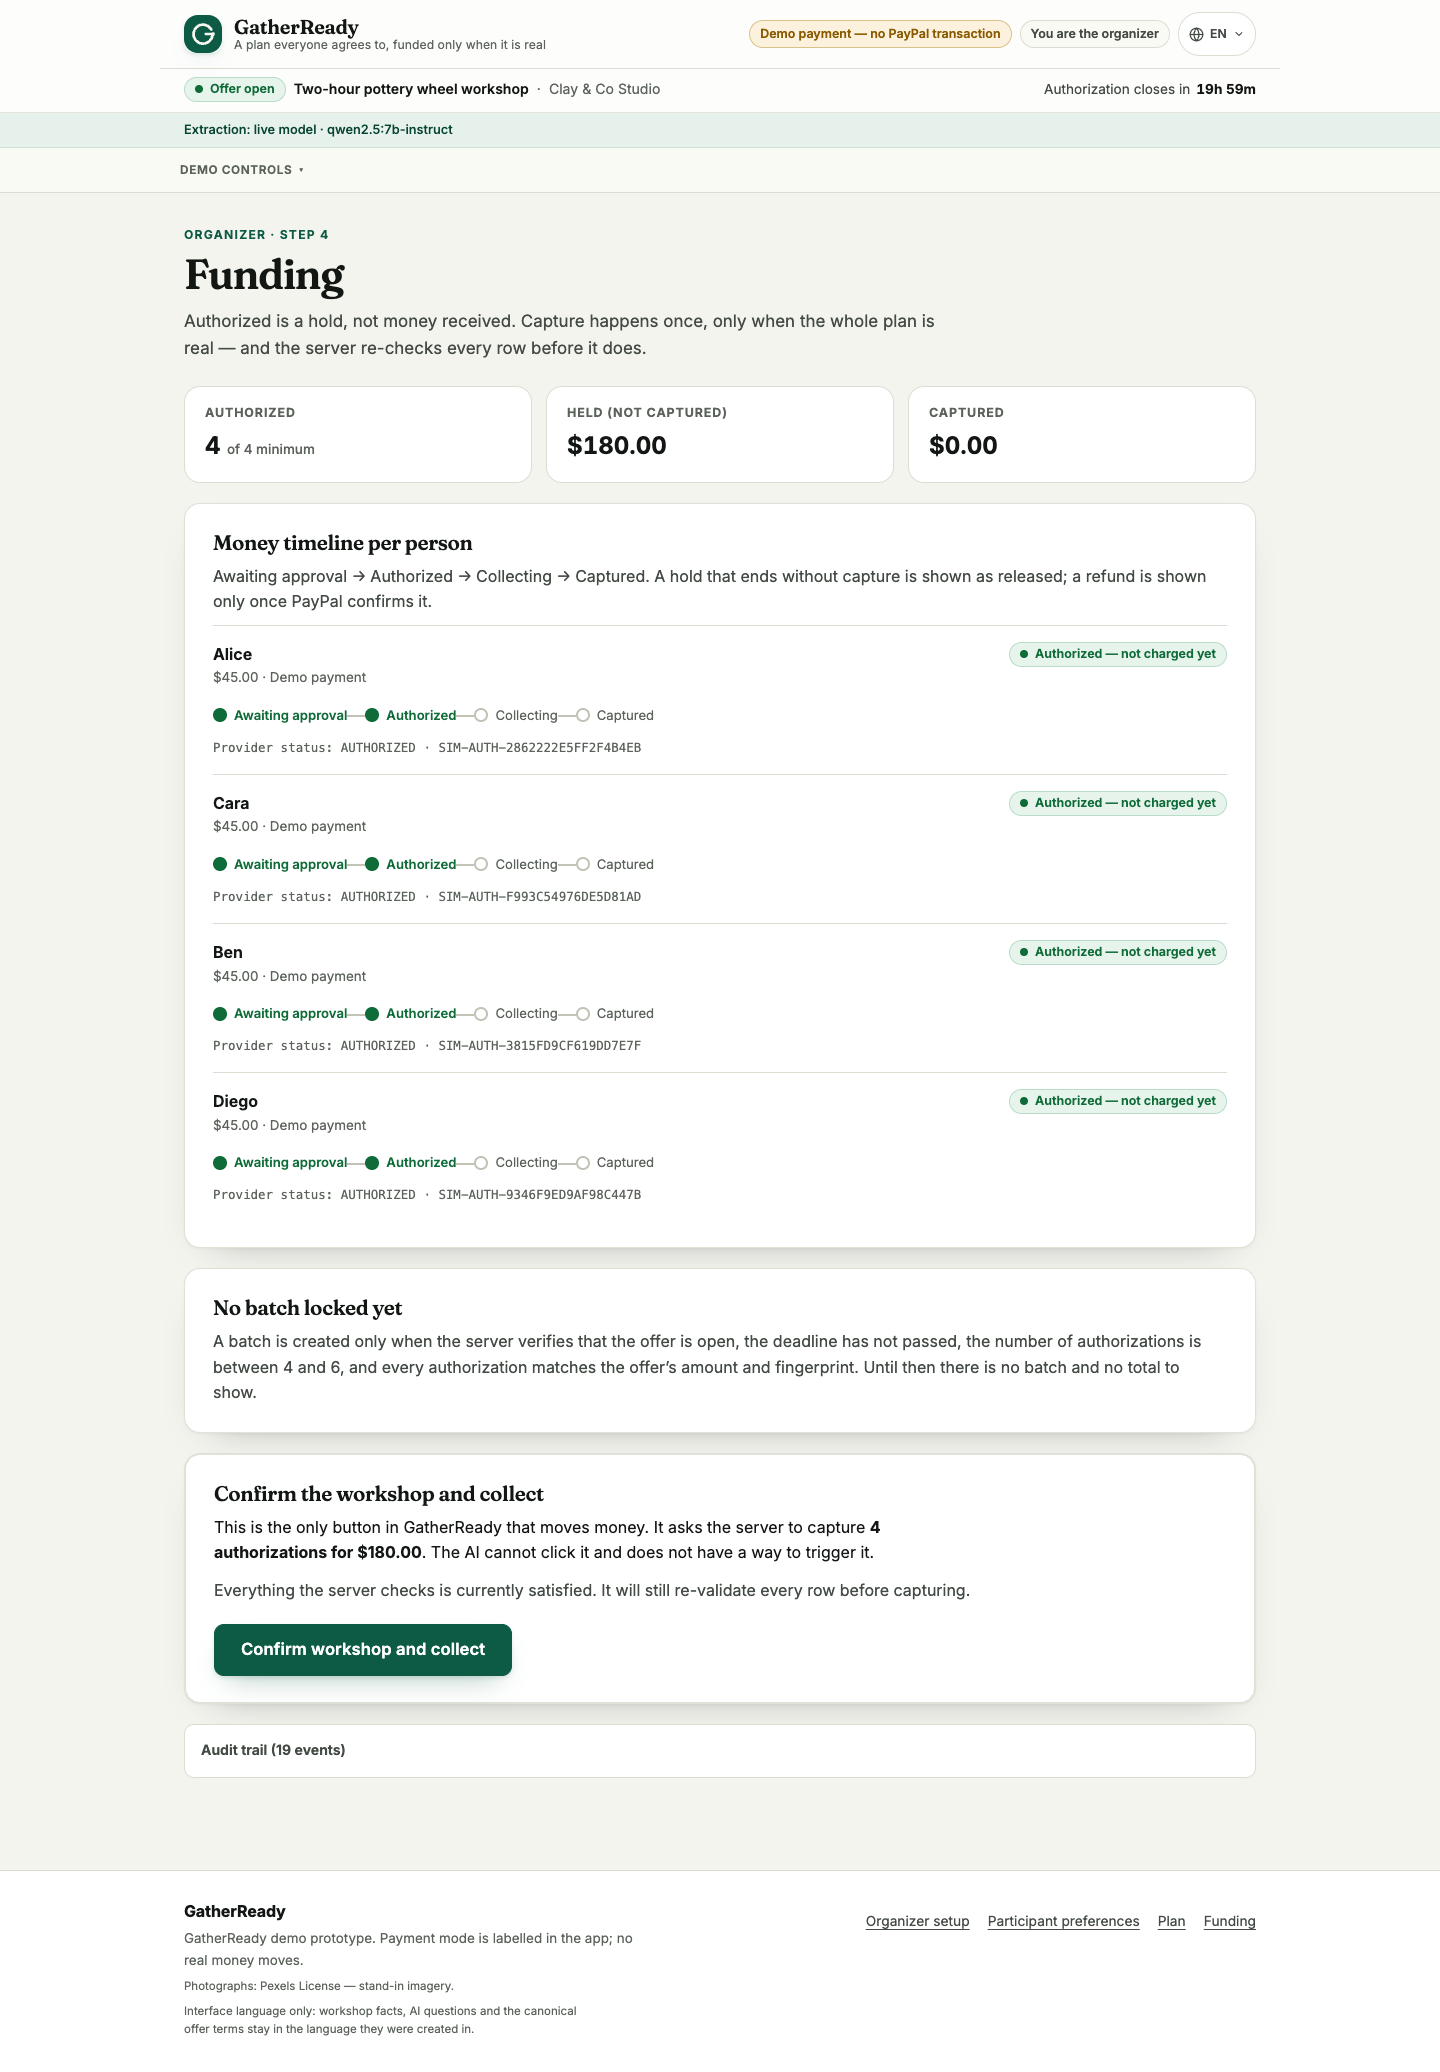 GatherReady
A plan everyone agrees to, funded only when it is real
Demo payment — no PayPal transaction
You are the organizer
EN
Offer open
Two-hour pottery wheel workshop · Clay & Co Studio
Authorization closes in 19h 59m
Extraction: live model · qwen2.5:7b-instruct
DEMO CONTROLS
ORGANIZER · STEP 4
Funding
Authorized is a hold, not money received. Capture happens once, only when the whole plan is
real — and the server re-checks every row before it does.
AUTHORIZED
4 of 4 minimum
HELD (NOT CAPTURED)
$180.00
CAPTURED
$0.00
Money timeline per person
Awaiting approval → Authorized → Collecting → Captured. A hold that ends without capture is shown as released; a refund is shown
only once PayPal confirms it.
Alice
Authorized — not charged yet
$45.00 · Demo payment
Awaiting approval Authorized Collecting Captured
Provider status: AUTHORIZED · SIM-AUTH-2862222E5FF2F4B4EB
Cara
Authorized — not charged yet
$45.00 · Demo payment
Awaiting approval Authorized Collecting Captured
Provider status: AUTHORIZED · SIM-AUTH-F993C54976DE5D81AD
Ben
Authorized — not charged yet
$45.00 · Demo payment
Awaiting approval Authorized Collecting Captured
Provider status: AUTHORIZED · SIM-AUTH-3815FD9CF619DD7E7F
Diego
Authorized — not charged yet
$45.00 · Demo payment
Awaiting approval Authorized Collecting Captured
Provider status: AUTHORIZED · SIM-AUTH-9346F9ED9AF98C447B
No batch locked yet
A batch is created only when the server verifies that the offer is open, the deadline has not passed, the number of authorizations is
between 4 and 6, and every authorization matches the offer’s amount and fingerprint. Until then there is no batch and no total to
show.
Confirm the workshop and collect
This is the only button in GatherReady that moves money. It asks the server to capture 4
authorizations for $180.00. The AI cannot click it and does not have a way to trigger it.
Everything the server checks is currently satisfied. It will still re-validate every row before capturing.
Confirm workshop and collect
Audit trail (19 events)
GatherReady
GatherReady demo prototype. Payment mode is labelled in the app; no
real money moves.
Photographs: Pexels License — stand-in imagery.
Interface language only: workshop facts, AI questions and the canonical
offer terms stay in the language they were created in.
Organizer setup Participant preferences Plan Funding